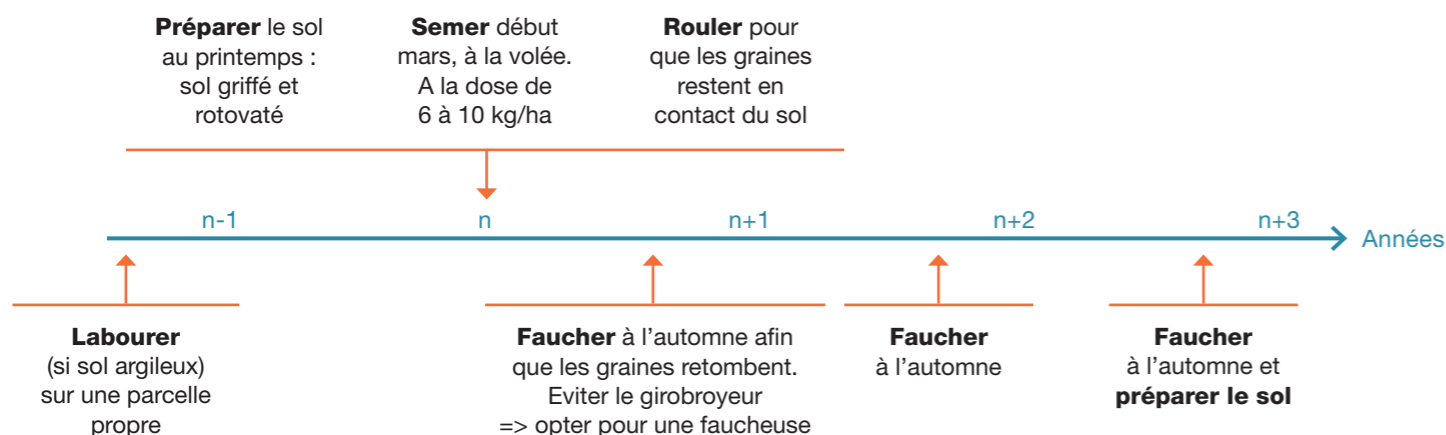 Préparer le sol
au printemps :
sol griffé et
rotovaté
Semer début
mars, à la volée.
A la dose de
6 à 10 kg/ha
Rouler pour
que les graines
restent en
contact du sol
n-1
n
n+1
n+2
n+3
Années
Labourer
(si sol argileux)
sur une parcelle
propre
Faucher à l'automne afin
que les graines retombent.
Eviter le girobroyeur
=> opter pour une faucheuse
Faucher
à l'automne
Faucher
à l'automne et
préparer le sol